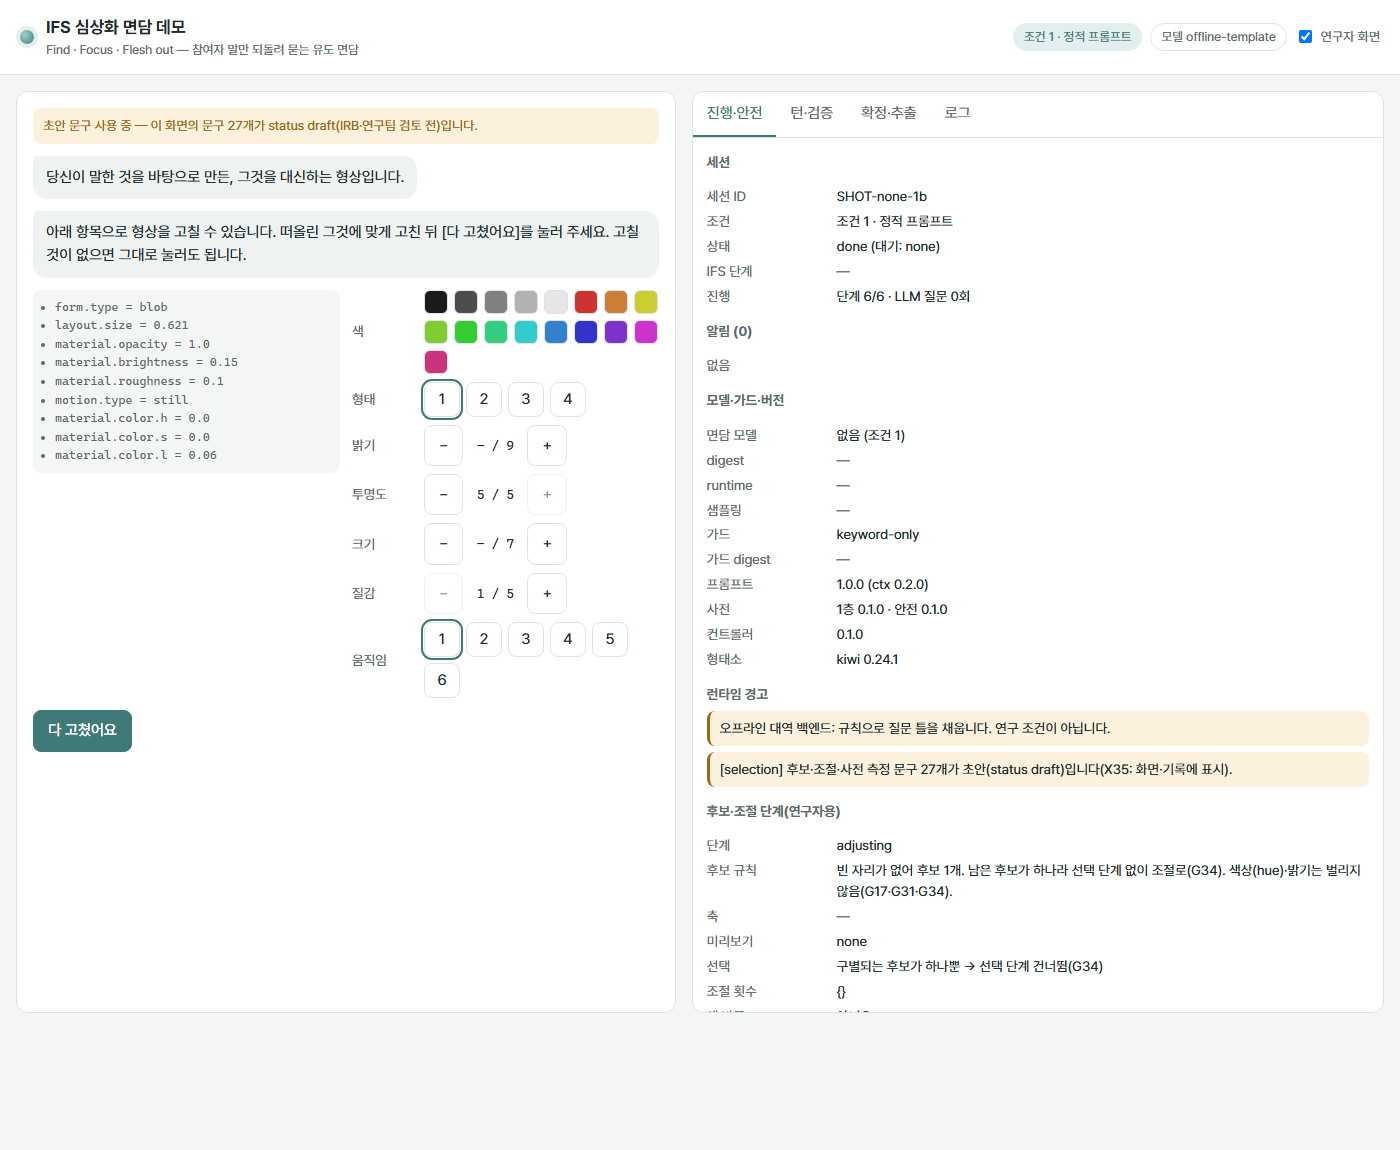 IFS 심상화 면담 데모
Find · Focus · Flesh out — 참여자 말만 되돌려 묻는 유도 면담
조건 1 · 정적 프롬프트
모델 offline-template
연구자 화면
초안 문구 사용 중 — 이 화면의 문구 27개가 status draft(IRB·연구팀 검토 전)입니다.
당신이 말한 것을 바탕으로 만든, 그것을 대신하는 형상입니다.
아래 항목으로 형상을 고칠 수 있습니다. 떠올린 그것에 맞게 고친 뒤 [다 고쳤어요]를 눌러 주세요. 고칠
것이 없으면 그대로 눌러도 됩니다.
form.type = blob
layout.size = 0.621
material.opacity = 1.0
material.brightness = 0.15
material.roughness = 0.1
motion.type = still
material.color.h = 0.0
material.color.s = 0.0
material.color.l = 0.06
색
형태
1 2 3 4
밝기
− – / 9 +
투명도
− 5 / 5 +
크기
− – / 7 +
질감
− 1 / 5 +
움직임
1 2 3 4 5
6
다 고쳤어요
진행·안전 턴·검증 확정·추출 로그
세션
세션 ID SHOT-none-1b
조건 조건 1 · 정적 프롬프트
상태 done (대기: none)
IFS 단계 —
진행 단계 6/6 · LLM 질문 0회
알림 (0)
없음
모델·가드·버전
면담 모델 없음 (조건 1)
digest —
runtime —
샘플링 —
가드 keyword-only
가드 digest —
프롬프트 1.0.0 (ctx 0.2.0)
사전 1층 0.1.0 · 안전 0.1.0
컨트롤러 0.1.0
형태소 kiwi 0.24.1
런타임 경고
오프라인 대역 백엔드: 규칙으로 질문 틀을 채웁니다. 연구 조건이 아닙니다.
[selection] 후보·조절·사전 측정 문구 27개가 초안(status draft)입니다(X35: 화면·기록에 표시).
후보·조절 단계(연구자용)
단계 adjusting
후보 규칙 빈 자리가 없어 후보 1개. 남은 후보가 하나라 선택 단계 없이 조절로(G34). 색상(hue)·밝기는 벌리지
않음(G17·G31·G34).
축 —
미리보기 none
선택 구별되는 후보가 하나뿐 → 선택 단계 건너뜀(G34)
조절 횟수 {}